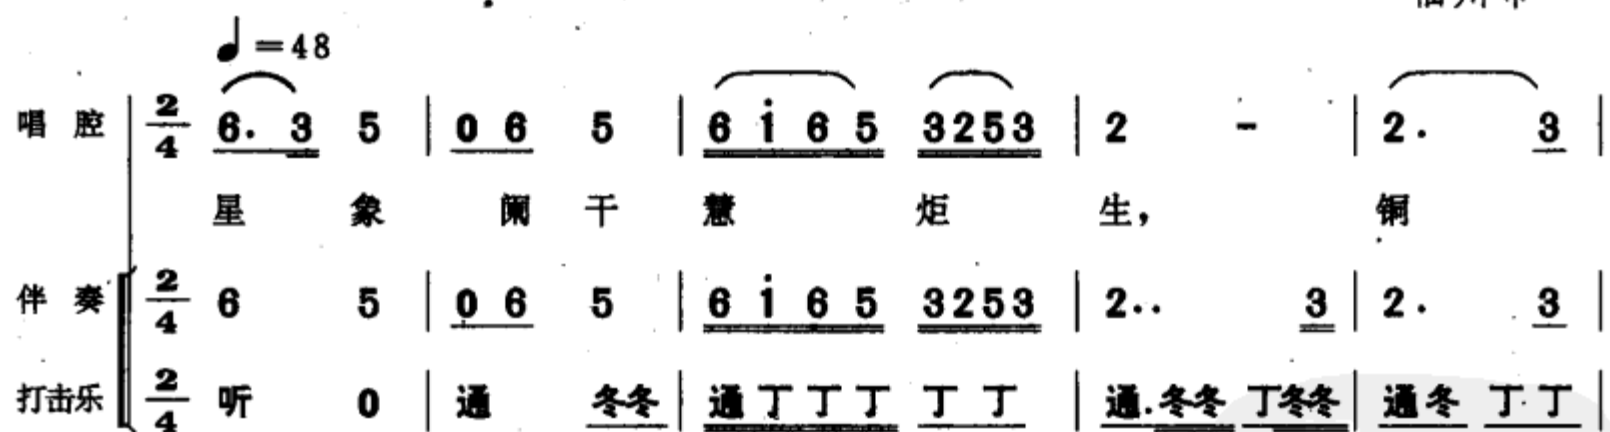 ♩=48
唱 腔 2/4 6. 3 5 | 0 6 5 | 6 i 6 5 3253 | 2 - | 2. 3 |
星 象 阑 干 慧 炬 生， 铜
伴 奏 2/4 6 5 | 0 6 5 | 6 i 6 5 3253 | 2.. 3 | 2. 3 |
打击乐 2/4 听 0 | 通 冬冬 | 通丁丁丁 丁 丁 | 通.冬冬 丁冬冬 | 通冬 丁丁 |